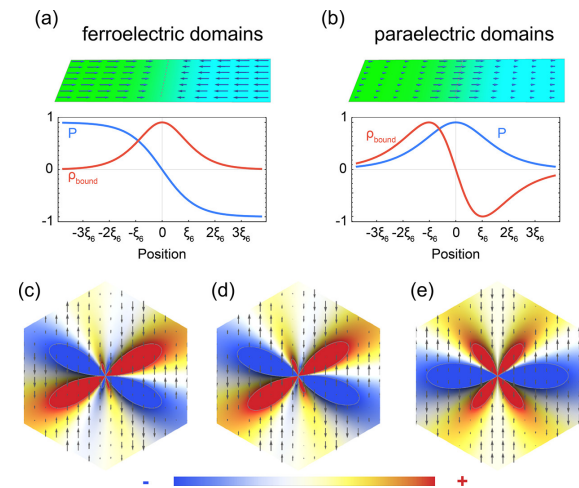 (a) ferroelectric domains
(b) paraelectric domains
1
P
0
ρbound
-1
-3ξ6 -2ξ6 -ξ6 0 ξ6 2ξ6 3ξ6
Position
1
ρbound
P
0
-1
-3ξ6 -2ξ6 -ξ6 0 ξ6 2ξ6 3ξ6
Position
(c)
(d)
(e)
- +